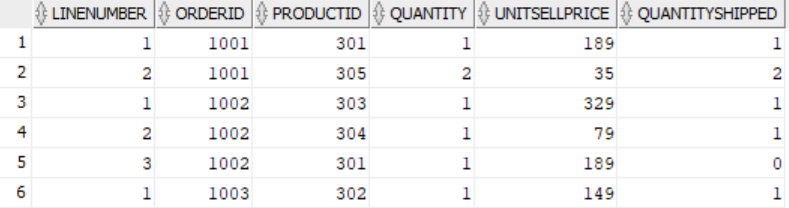 LINENUMBER ORDERID PRODUCTID QUANTITY UNITSELLPRICE QUANTITYSHIPPED
1 1 1001 301 1 189 1
2 2 1001 305 2 35 2
3 1 1002 303 1 329 1
4 2 1002 304 1 79 1
5 3 1002 301 1 189 0
6 1 1003 302 1 149 1